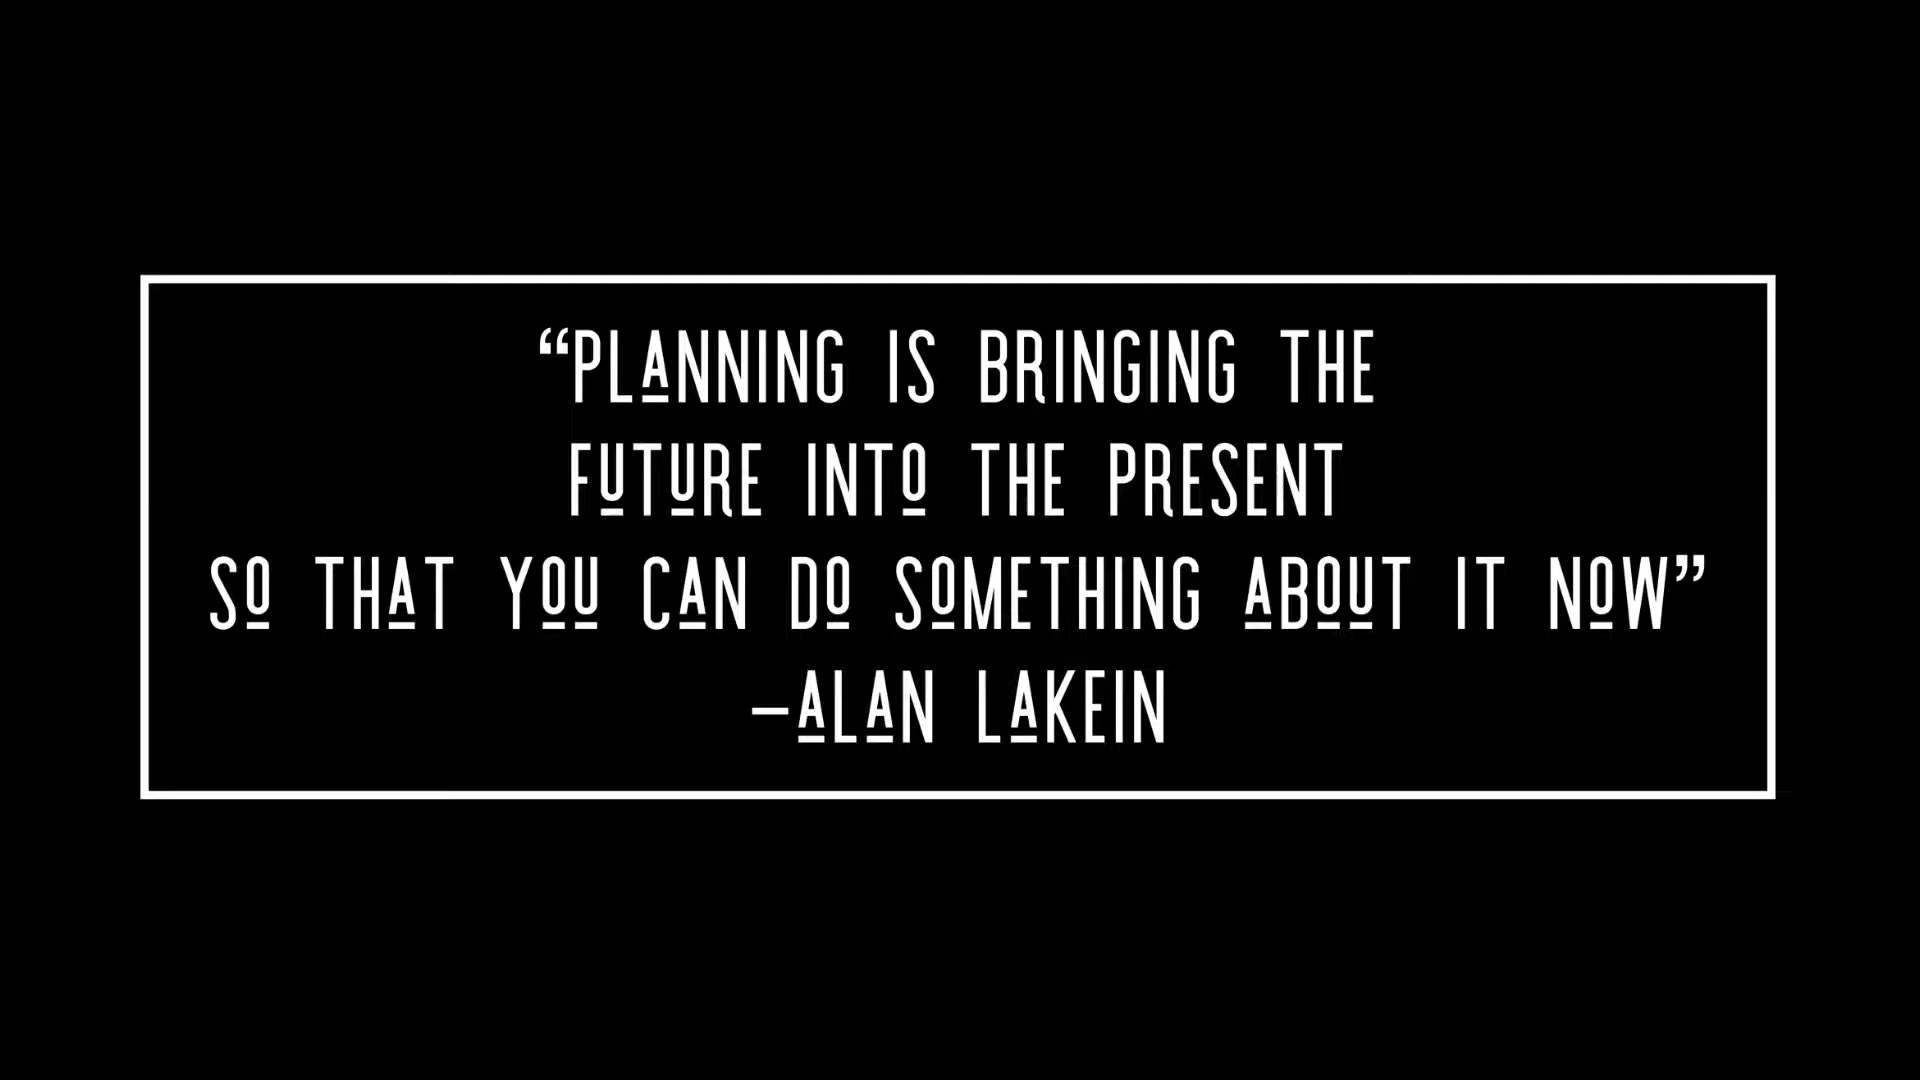 “PLANNING IS BRINGING THE
FUTURE INTO THE PRESENT
SO THAT YOU CAN DO SOMETHING ABOUT IT NOW”
–ALAN LAKEIN